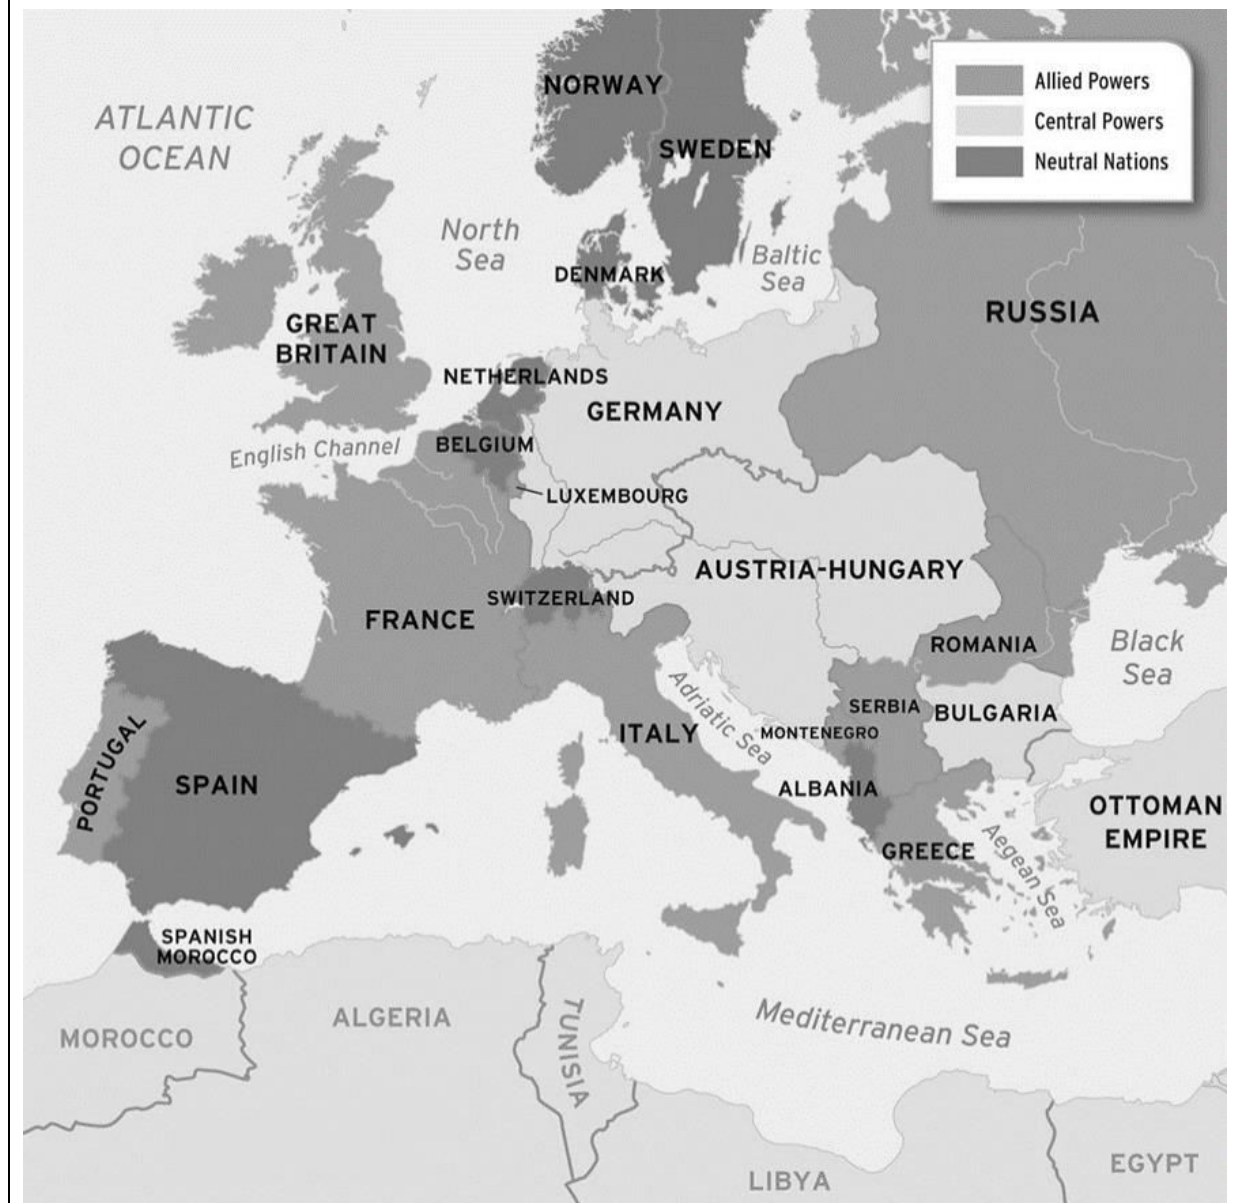 Allied Powers
Central Powers
Neutral Nations
ATLANTIC
OCEAN
NORWAY
SWEDEN
North
Sea
Baltic
Sea
DENMARK
RUSSIA
GREAT
BRITAIN
NETHERLANDS
GERMANY
English Channel
BELGIUM
LUXEMBOURG
AUSTRIA-HUNGARY
SWITZERLAND
FRANCE
ROMANIA
Black
Sea
Adriatic Sea
SERBIA
BULGARIA
MONTENEGRO
ITALY
PORTUGAL
SPAIN
ALBANIA
OTTOMAN
EMPIRE
GREECE
Aegean Sea
SPANISH
MOROCCO
MOROCCO
ALGERIA
TUNISIA
Mediterranean Sea
LIBYA
EGYPT